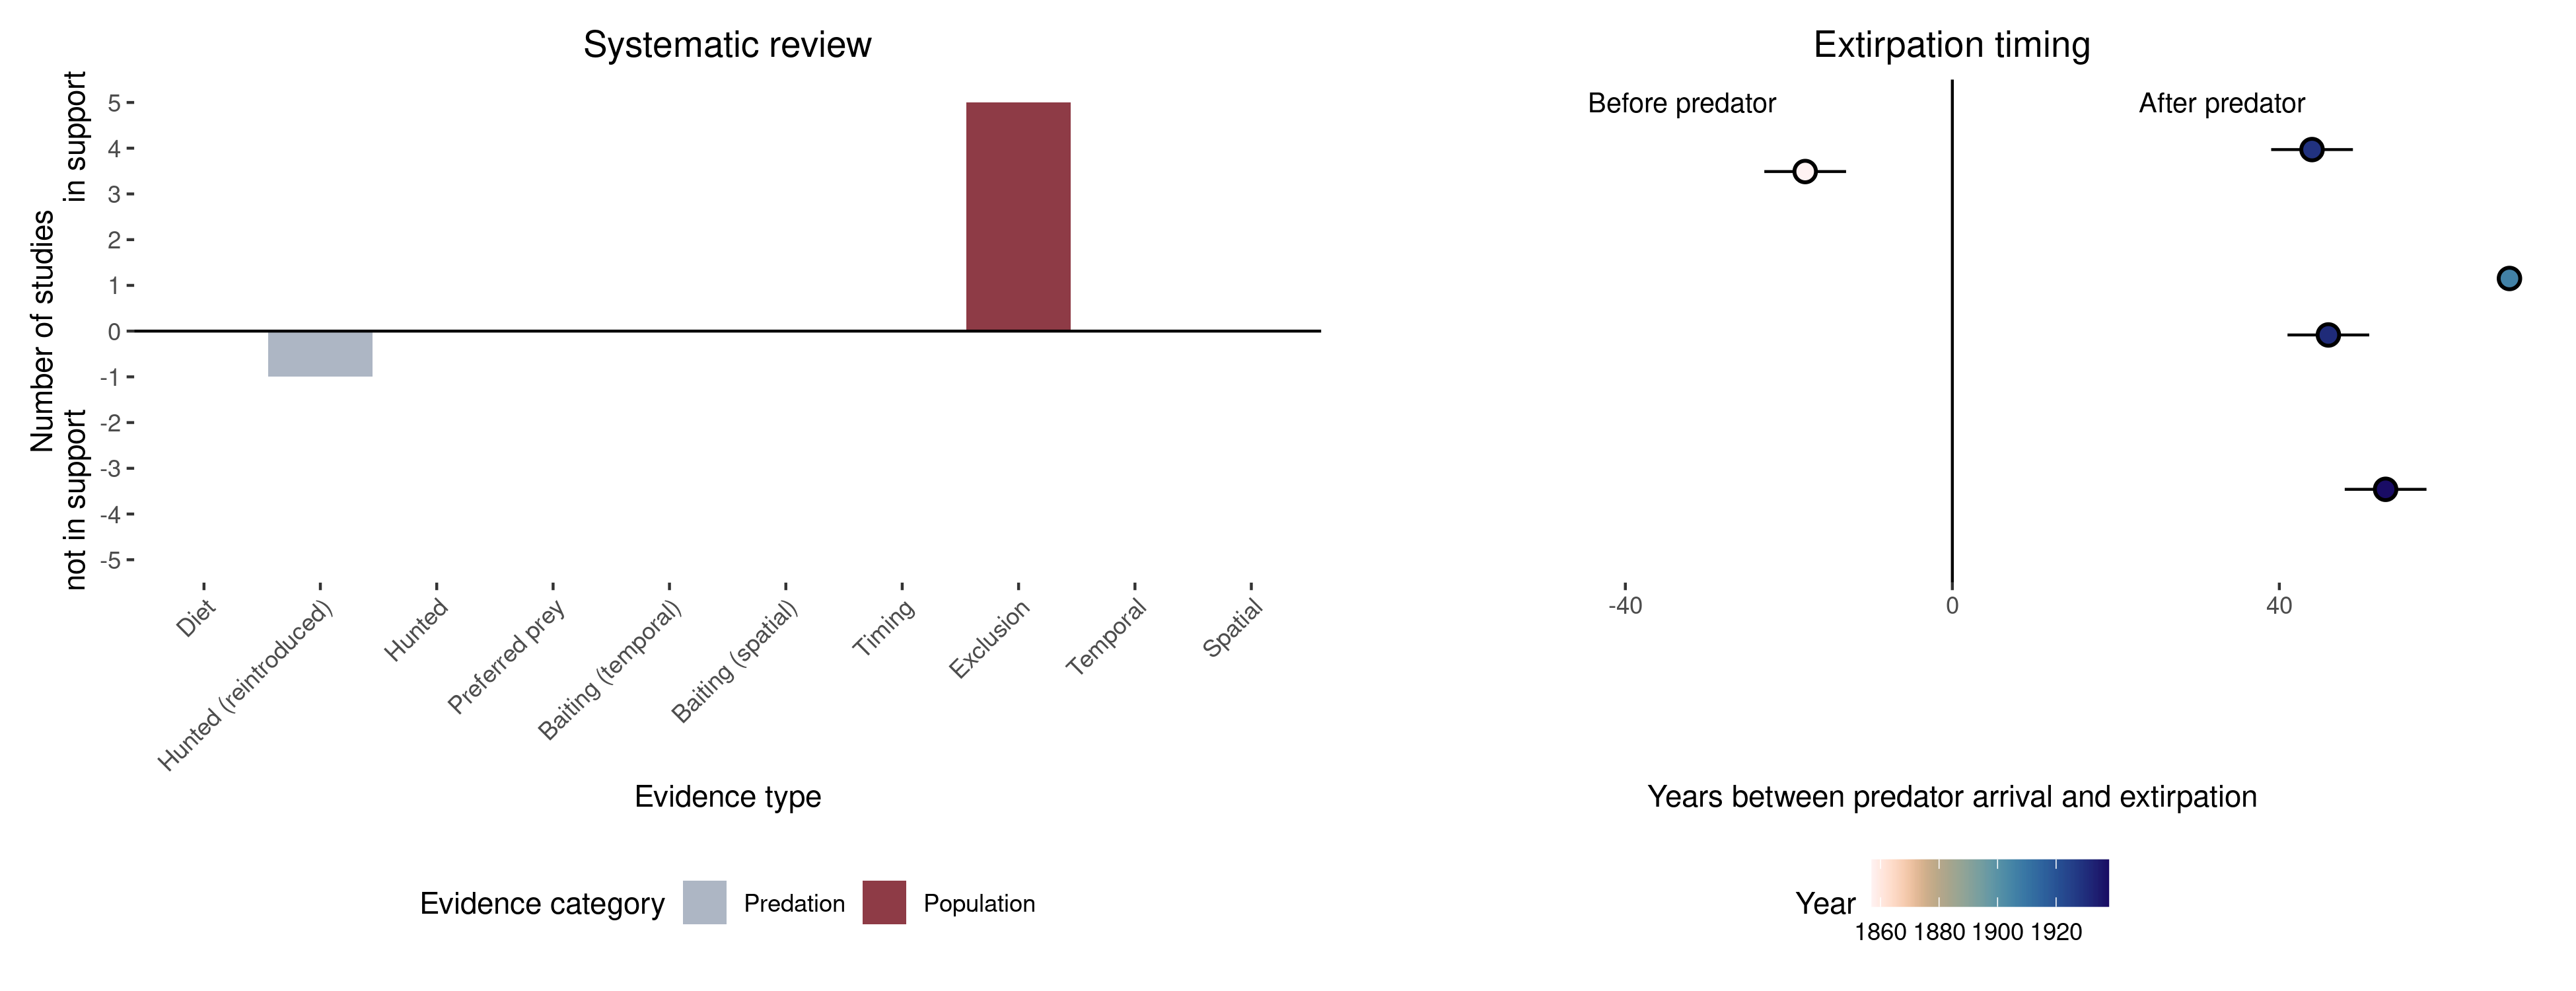 Systematic review
Number of studies
in support
not in support
5
4
3
2
1
0
-1
-2
-3
-4
-5
Diet
Hunted (reintroduced)
Hunted
Preferred prey
Baiting (temporal)
Baiting (spatial)
Timing
Exclusion
Temporal
Spatial
Evidence type
Evidence category
Predation
Population
Extirpation timing
Before predator
After predator
-40
0
40
Years between predator arrival and extirpation
Year
1860 1880 1900 1920